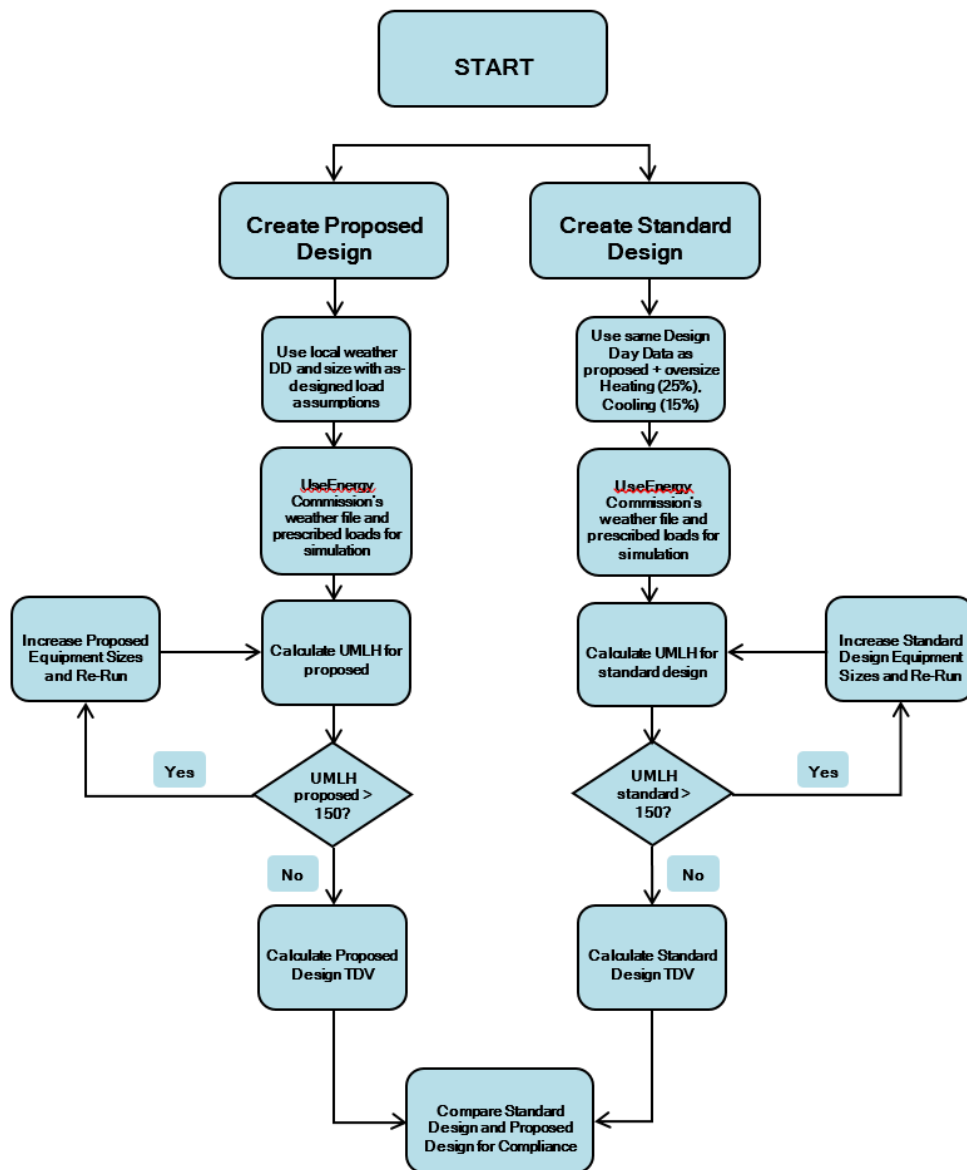 START
Create Proposed
Design
Create Standard
Design
Use local weather
DD and size with as-
designed load
assumptions
Use same Design
Day Data as
proposed + oversize
Heating (25%),
Cooling (15%)
UseEnergy
Commission's
weather file and
prescribed loads for
simulation
UseEnergy
Commission's
weather file and
prescribed loads for
simulation
Increase Proposed
Equipment Sizes
and Re-Run
Calculate UMLH for
proposed
Calculate UMLH for
standard design
Increase Standard
Design Equipment
Sizes and Re-Run
Yes
UMLH
proposed >
150?
UMLH
standard >
150?
Yes
No
No
Calculate Proposed
Design TDV
Calculate Standard
Design TDV
Compare Standard
Design and Proposed
Design for Compliance